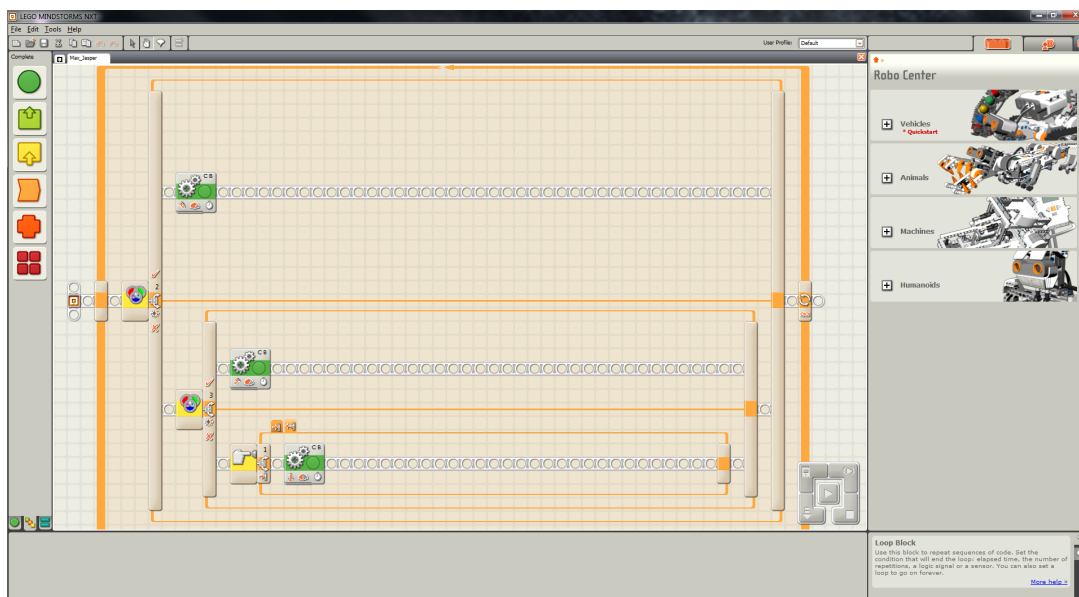 LEGO MINDSTORMS NXT
File Edit Tools Help
User Profile: Default
Complete
Max_Jasper
Robo Center
Vehicles
* Quickstart
Animals
Machines
Humanoids
C B
2
C B
3
1
C B
Loop Block
Use this block to repeat sequences of code. Set the
condition that will end the loop: elapsed time, the number of
repetitions, a logic signal or a sensor. You can also set a
loop to go on forever.
More help »